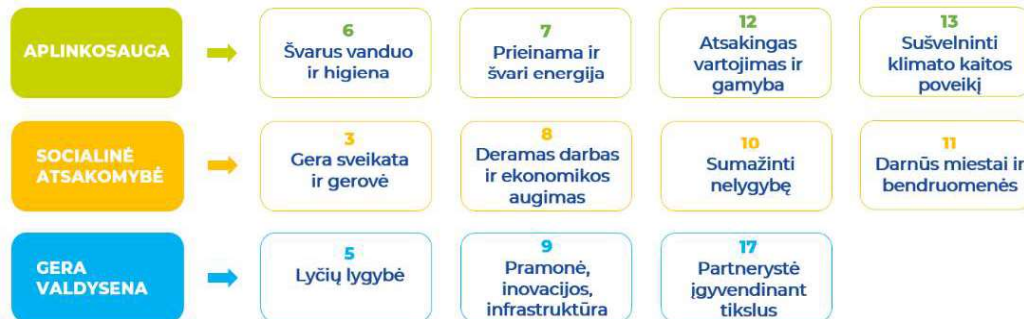 APLINKOSAUGA
6
Švarus vanduo
ir higiena
7
Prieinama ir
švari energija
12
Atsakingas
vartojimas ir
gamyba
13
Sušvelninti
klimato kaitos
poveikį
SOCIALINĖ
ATSAKOMYBĖ
3
Gera sveikata
ir gerovė
8
Deramas darbas
ir ekonomikos
augimas
10
Sumažinti
nelygybę
11
Darnūs miestai ir
bendruomenės
GERA
VALDYSENA
5
Lyčių lygybė
9
Pramonė,
inovacijos,
infrastruktūra
17
Partnerystė
įgyvendinant
tikslus